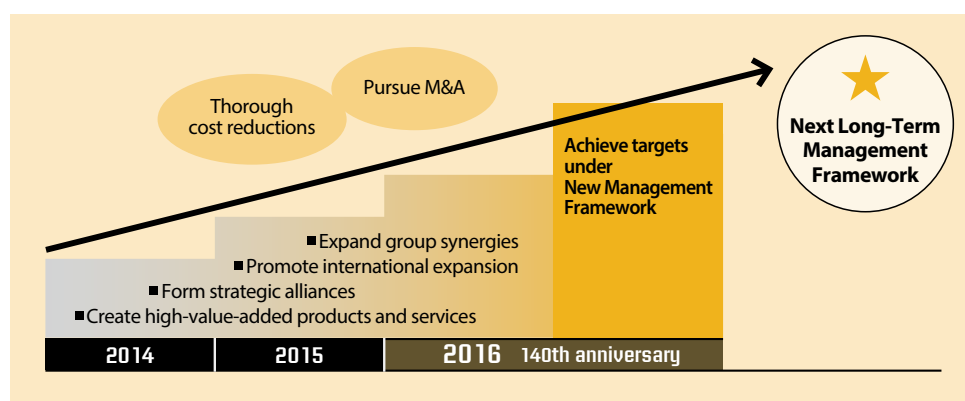 Thorough
cost reductions
Pursue M&A
Next Long-Term
Management
Framework
Achieve targets
under
New Management
Framework
■Expand group synergies
■Promote international expansion
■Form strategic alliances
■Create high-value-added products and services
2014
2015
2016 140th anniversary